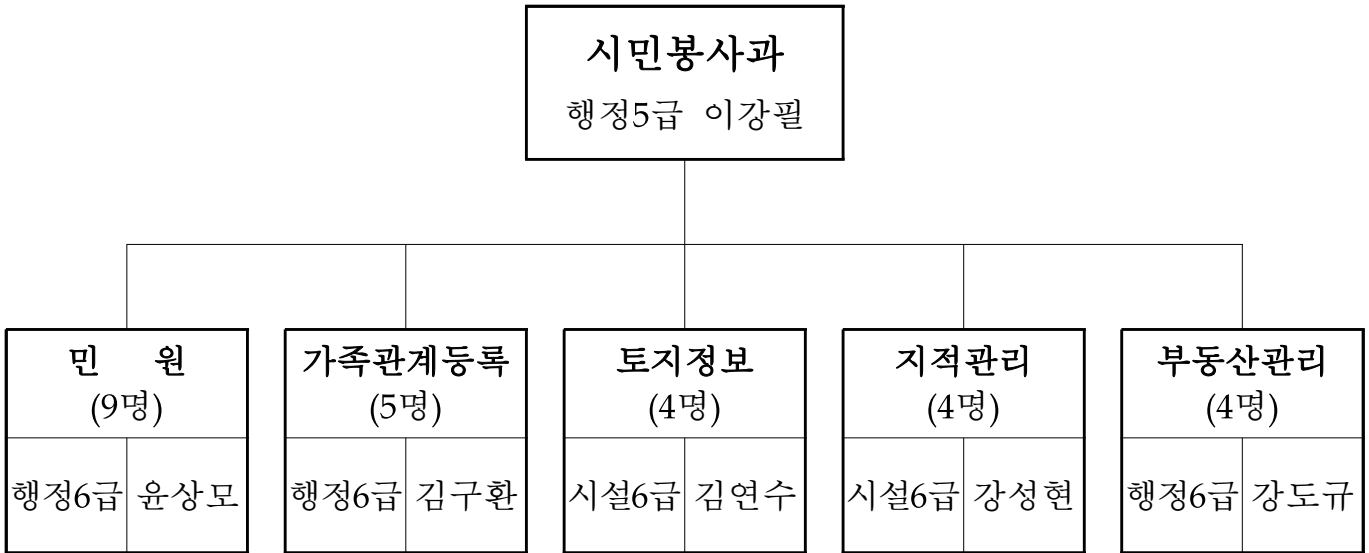 시민봉사과
행정5급 이강필
민 원
(9명)
행정6급 윤상모
가족관계등록
(5명)
행정6급 김구환
토지정보
(4명)
시설6급 김연수
지적관리
(4명)
시설6급 강성현
부동산관리
(4명)
행정6급 강도규